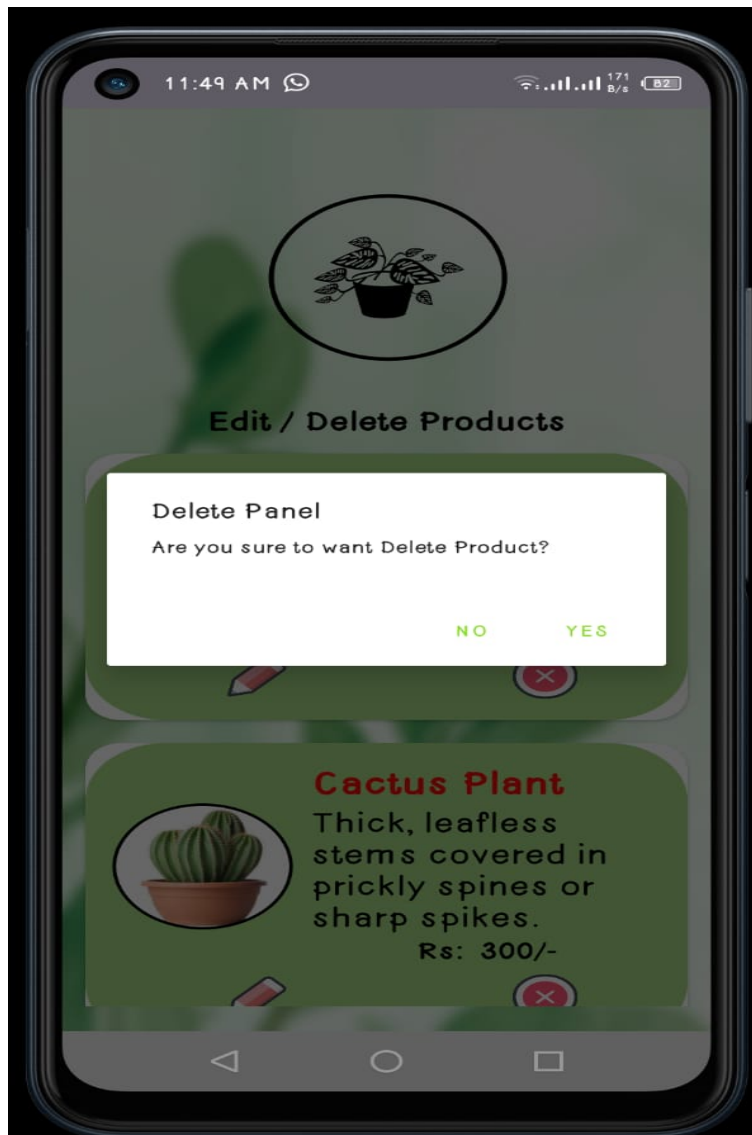 11:49 AM
171
B/s
82
Edit / Delete Products
Delete Panel
Are you sure to want Delete Product?
NO YES
Cactus Plant
Thick, leafless
stems covered in
prickly spines or
sharp spikes.
Rs: 300/-